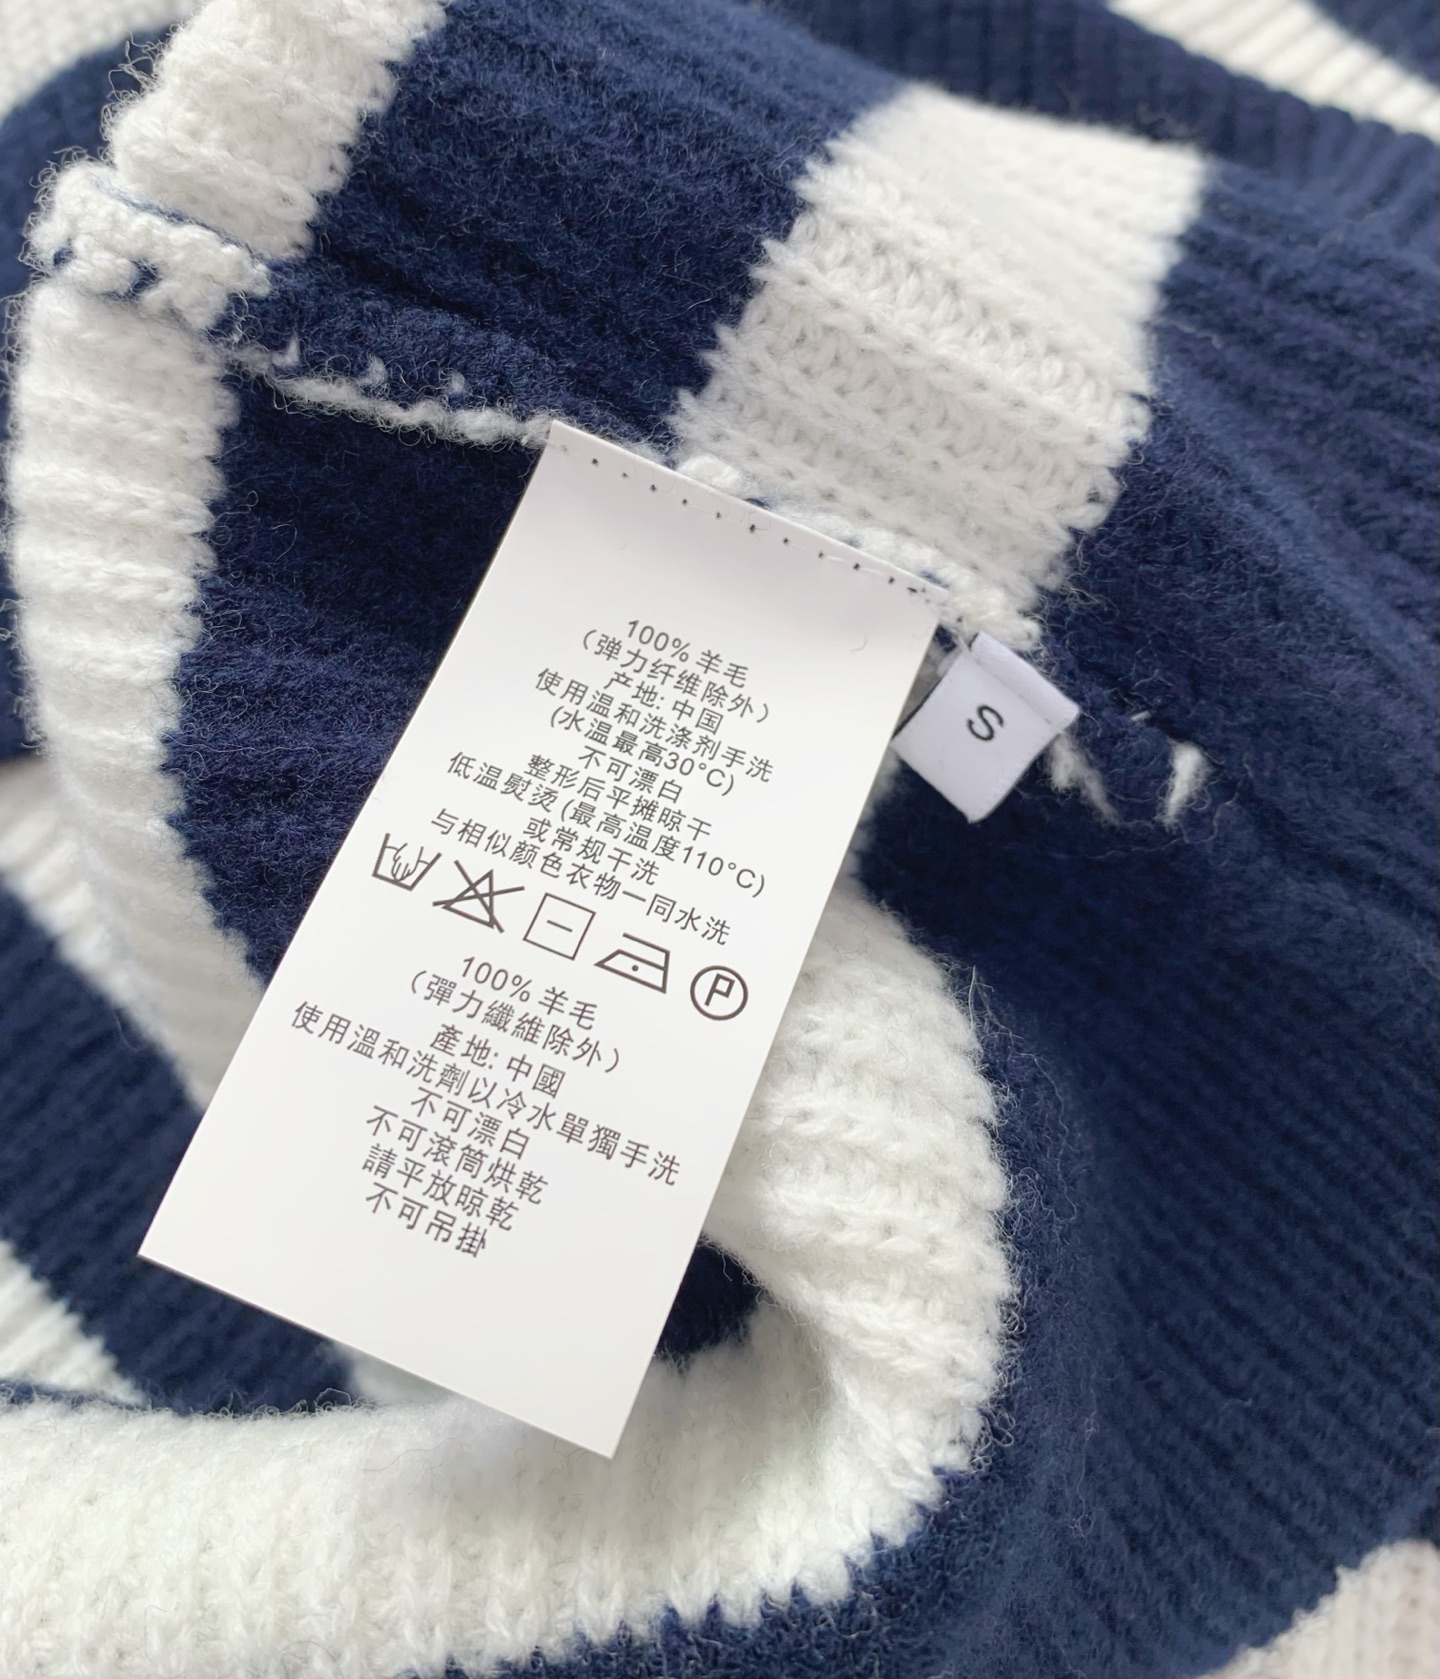 100% 羊毛
（弹力纤维除外）
产地: 中国
使用温和洗涤剂手洗
(水温最高30°C)
不可漂白
整形后平摊晾干
低温熨烫 (最高温度110°C)
或常规干洗
与相似颜色衣物一同水洗
P
100% 羊毛
（彈力纖維除外）
產地: 中國
使用溫和洗劑以冷水單獨手洗
不可漂白
不可滾筒烘乾
請平放晾乾
不可吊掛
S